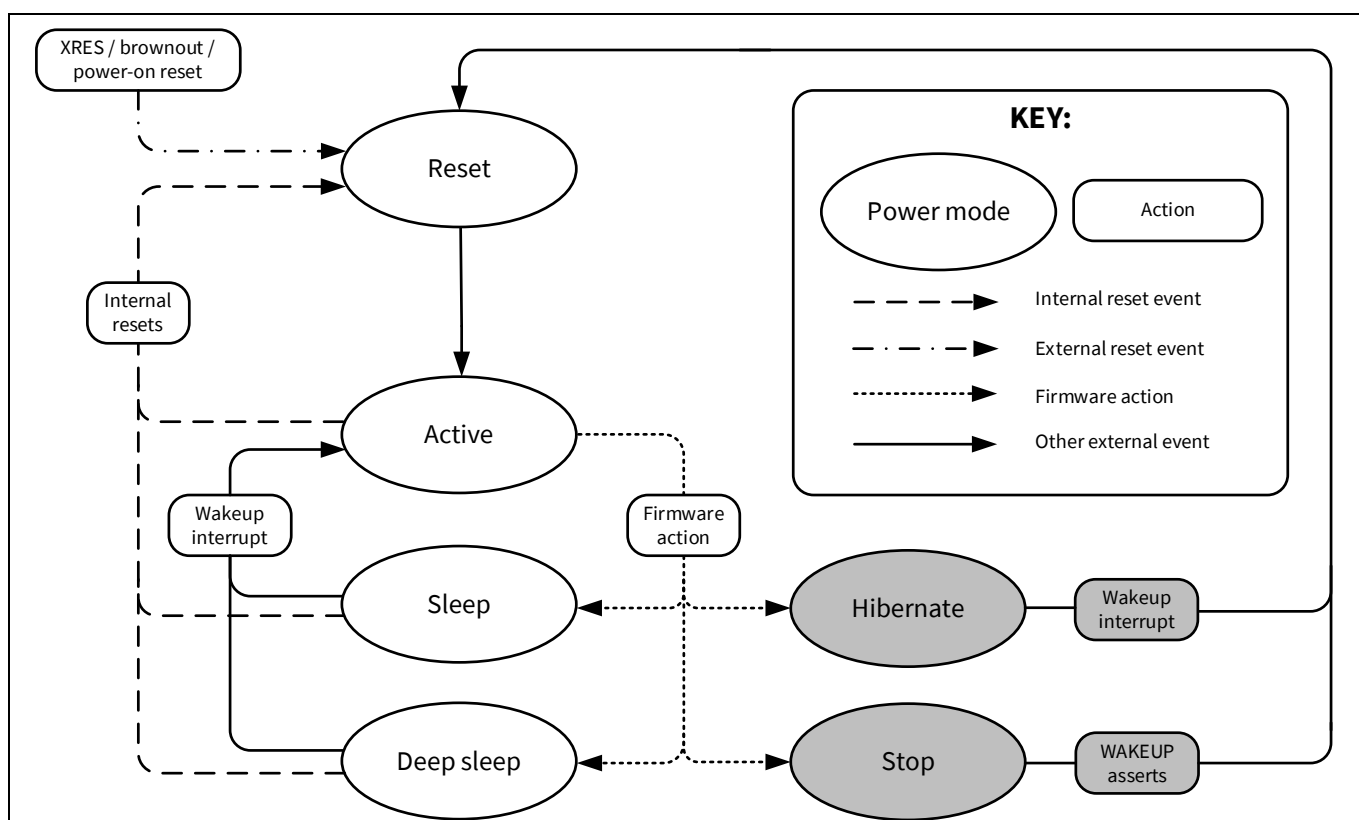 XRES / brownout /
power-on reset
Reset
KEY:
Power mode
Action
Internal reset event
External reset event
Firmware action
Other external event
Internal
resets
Active
Wakeup
interrupt
Firmware
action
Sleep
Hibernate
Wakeup
interrupt
Deep sleep
Stop
WAKEUP
asserts